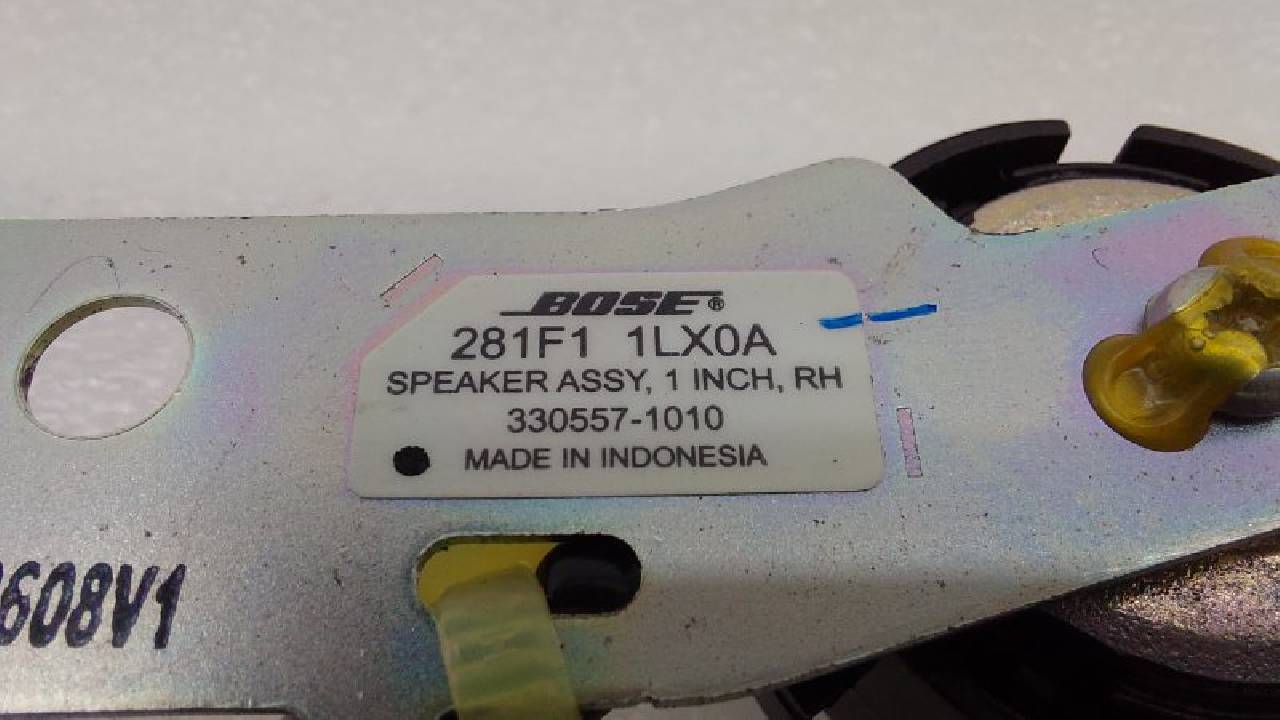 BOSE®
281F1 1LX0A
SPEAKER ASSY, 1 INCH, RH
330557-1010
MADE IN INDONESIA
608V1